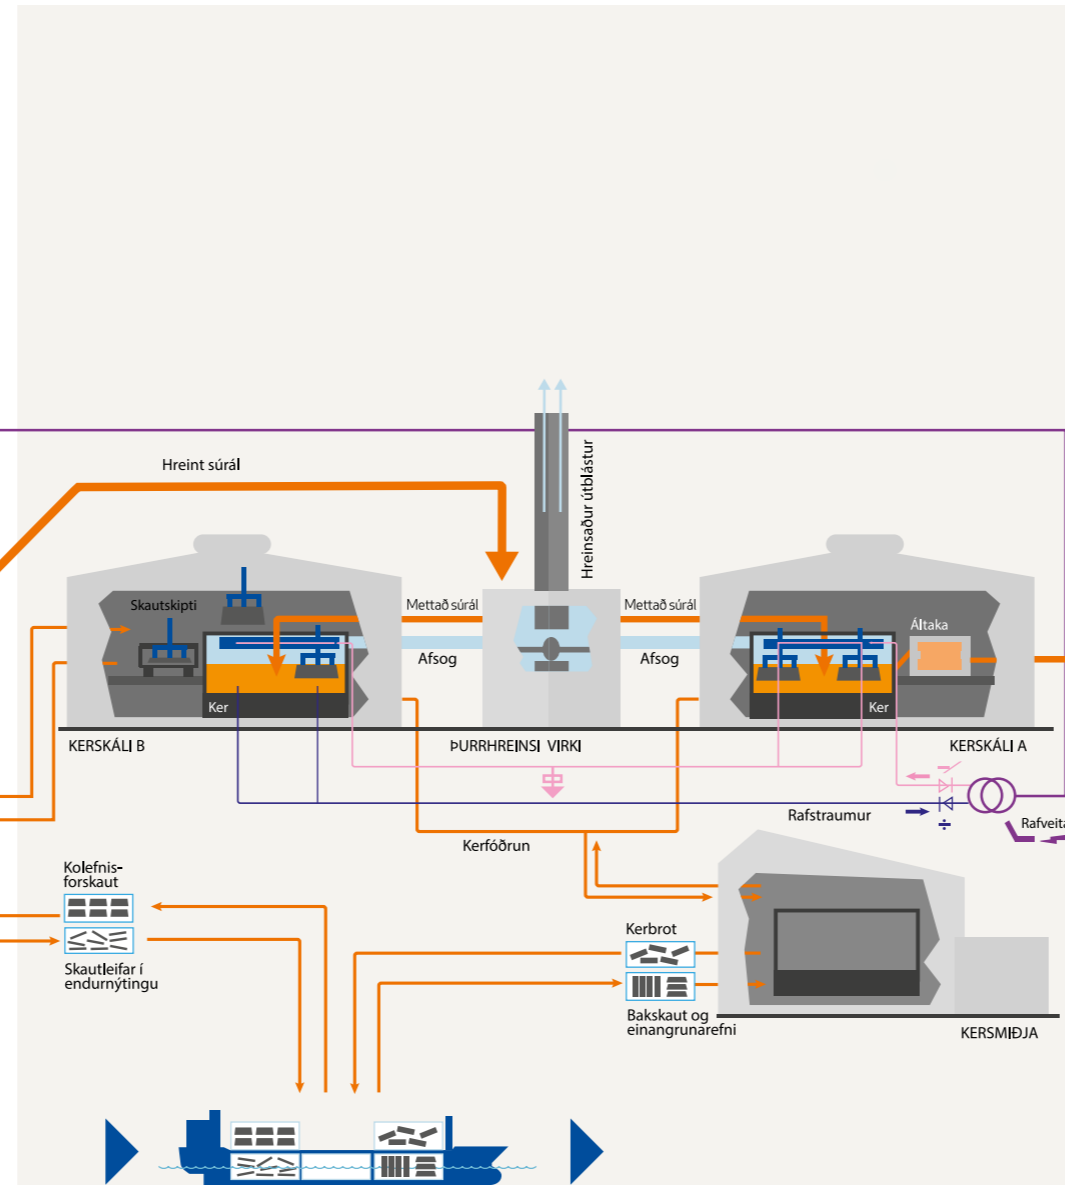 Hreint súrál
Hreinsaður útblástur
Skautskipti
Mettað súrál
Mettað súrál
Áltaka
Afsog
Afsog
Ker
Ker
KERSKÁLI B
ÞURRHREINSI VIRKI
KERSKÁLI A
Rafstraumur
÷
Rafveita
Kerfóðrun
Kolefnis-
forskaut
Skautleifar í
endurnýtingu
Kerbrot
Bakskaut og
einangrunarefni
KERSMIÐJA